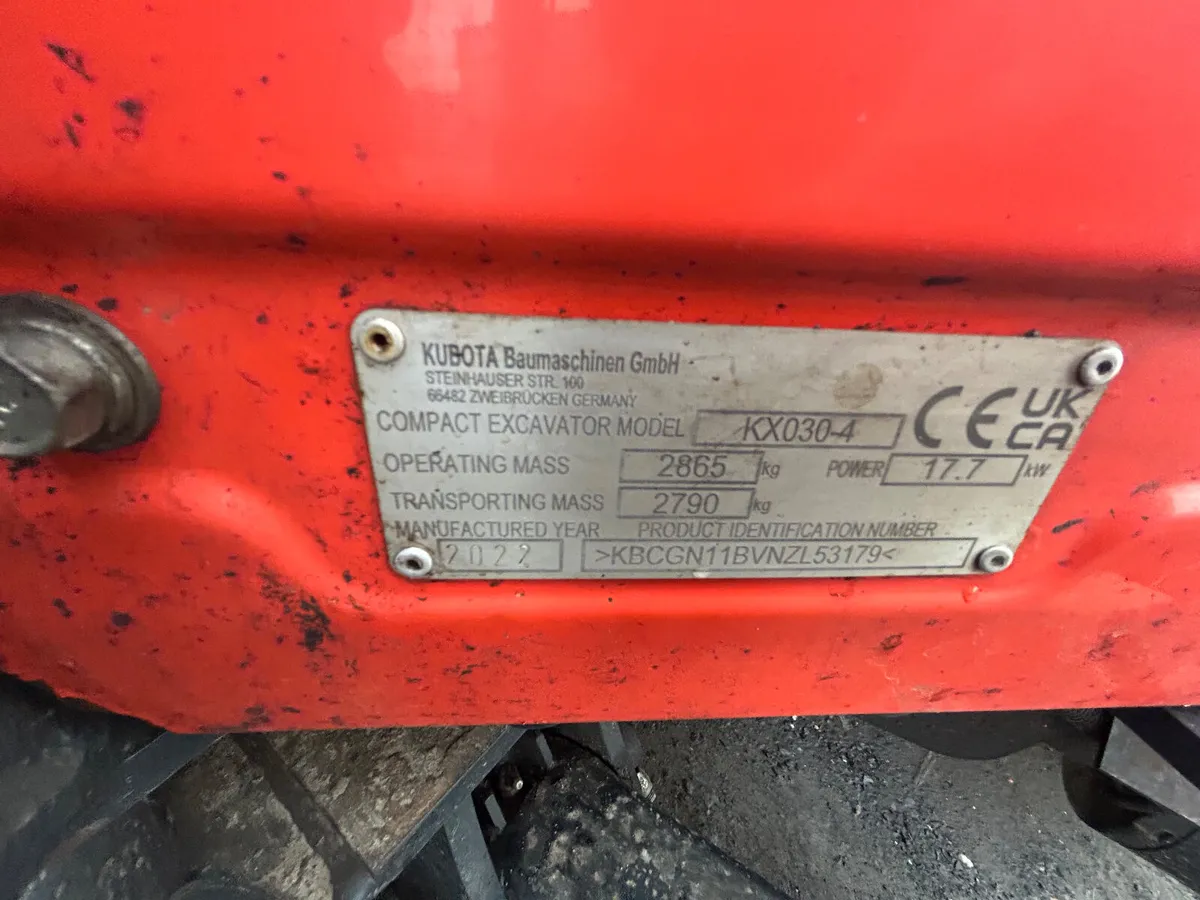 KUBOTA Baumaschinen GmbH
STEINHAUSER STR. 100
66482 ZWEIBRÜCKEN GERMANY
COMPACT EXCAVATOR MODEL KX030-4 CE UK CA
OPERATING MASS 2865 kg POWER 17.7 kW
TRANSPORTING MASS 2790 kg
MANUFACTURED YEAR PRODUCT IDENTIFICATION NUMBER
2022 >KBCGN11BVNZL53179<